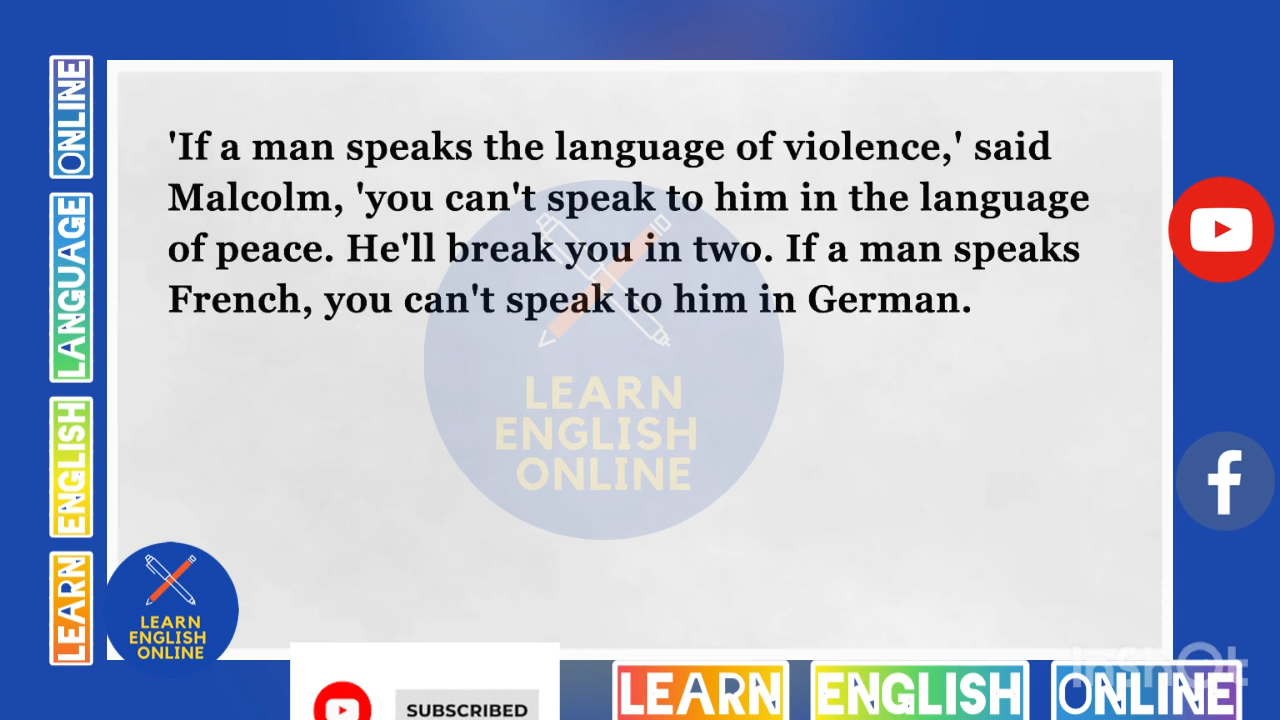 'If a man speaks the language of violence,' said
Malcolm, 'you can't speak to him in the language
of peace. He'll break you in two. If a man speaks
French, you can't speak to him in German.
LEARN
ENGLISH
ONLINE
LEARN ENGLISH LANGUAGE ONLINE
LEARN
ENGLISH
ONLINE
SUBSCRIBED
LEARN ENGLISH ONLINE
InShOt